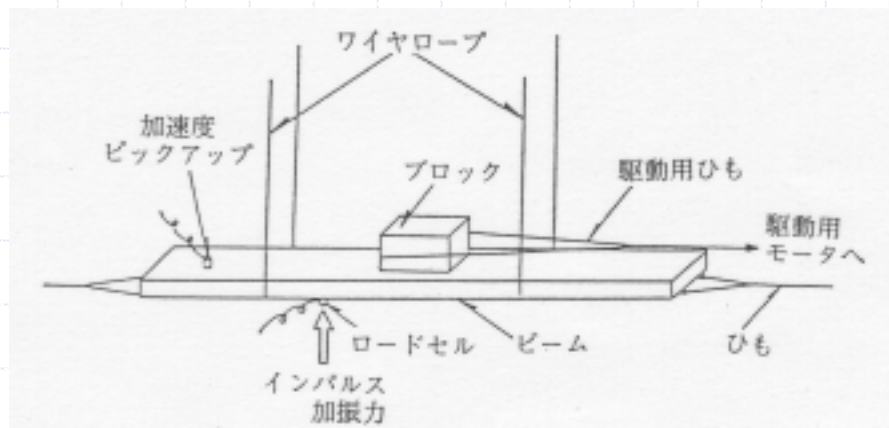 ワイヤロープ
加速度
ピックアップ
ブロック
駆動用ひも
駆動用
モータへ
ロードセル
ビーム
ひも
インパルス
加振力